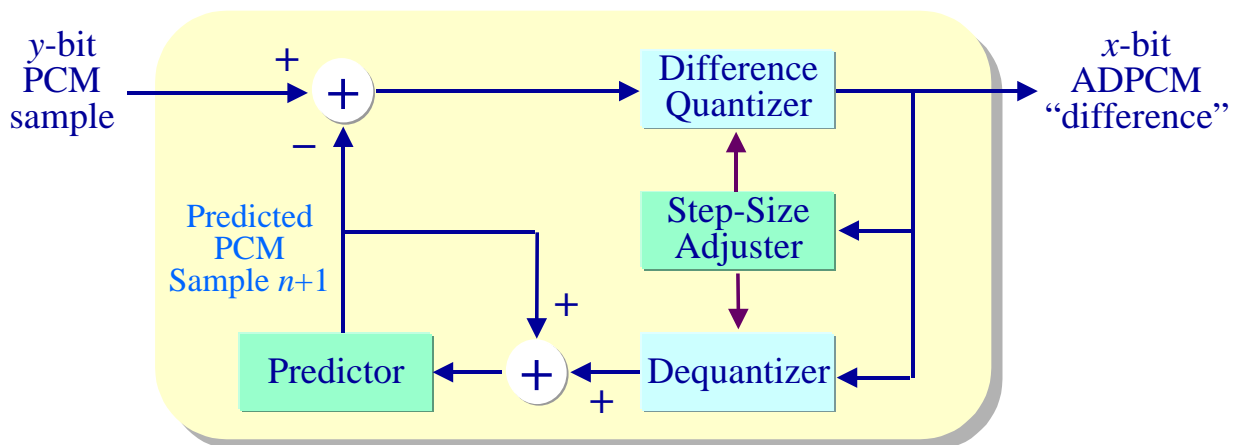 y-bit
PCM
sample
+
+
−
Difference
Quantizer
x-bit
ADPCM
“difference”
Predicted
PCM
Sample n+1
Step-Size
Adjuster
+
Predictor
+
+
Dequantizer